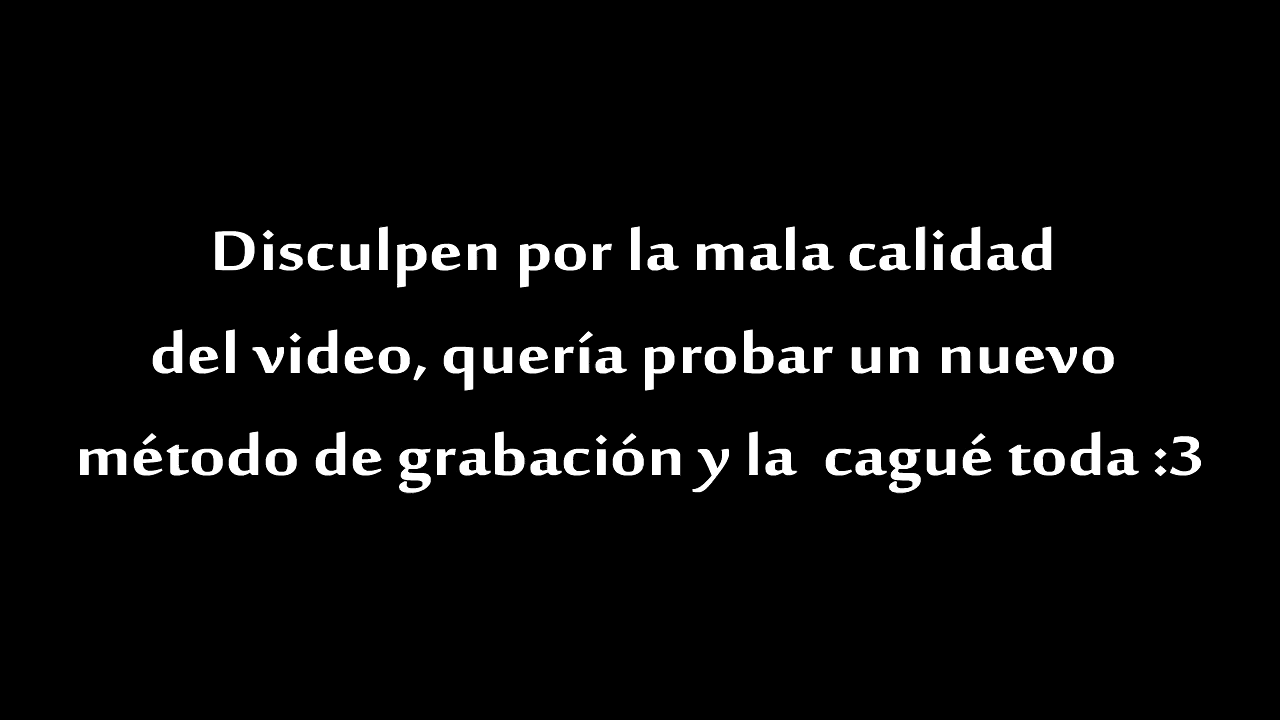 Disculpen por la mala calidad
del video, quería probar un nuevo
método de grabación y la  cagué toda :3